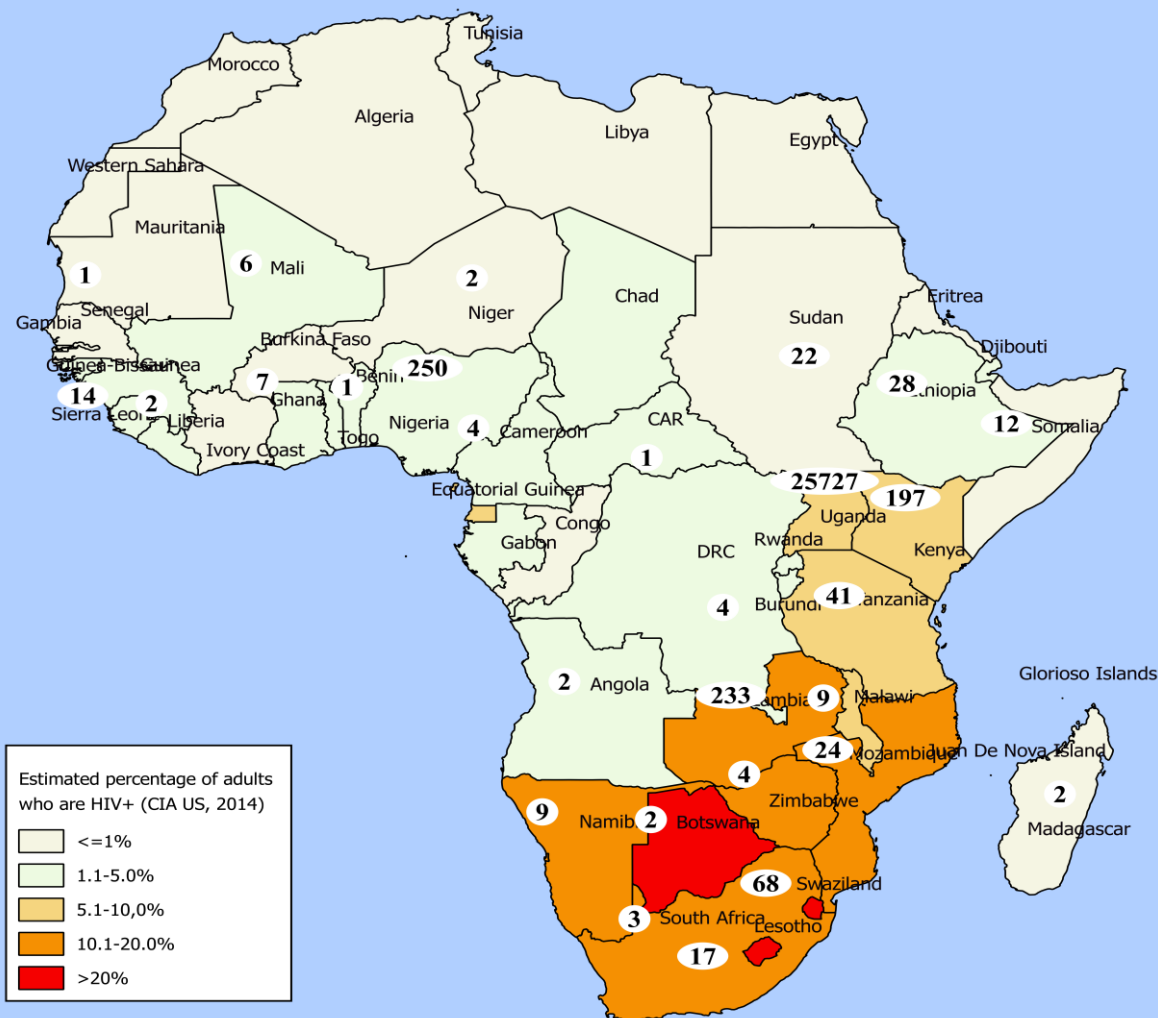 Tunisia
Morocco
Algeria
Libya
Egypt
Western Sahara
Mauritania
6
Mali
1
2
Niger
Chad
Senegal
Gambia
Eritrea
Sudan
Burkina Faso
Djibouti
22
Guinea-Bissau
Guinea
250
Benin
7
1
28
Ethiopia
14
2
Ghana
Sierra Leone
Liberia
Nigeria
4
Cameroon
CAR
12
Somalia
Togo
Ivory Coast
1
25727
197
Equatorial Guinea
Congo
Uganda
Gabon
DRC
Rwanda
Kenya
4
Burundi
41
Tanzania
2
Angola
233
Zambia
9
Malawi
Glorioso Islands
24
Mozambique
Juan De Nova Island
4
Zimbabwe
2
Madagascar
9
Namibia
2
Botswana
68
Swaziland
3
South Africa
Lesotho
17
Estimated percentage of adults
who are HIV+ (CIA US, 2014)
<=1%
1.1-5.0%
5.1-10,0%
10.1-20.0%
>20%